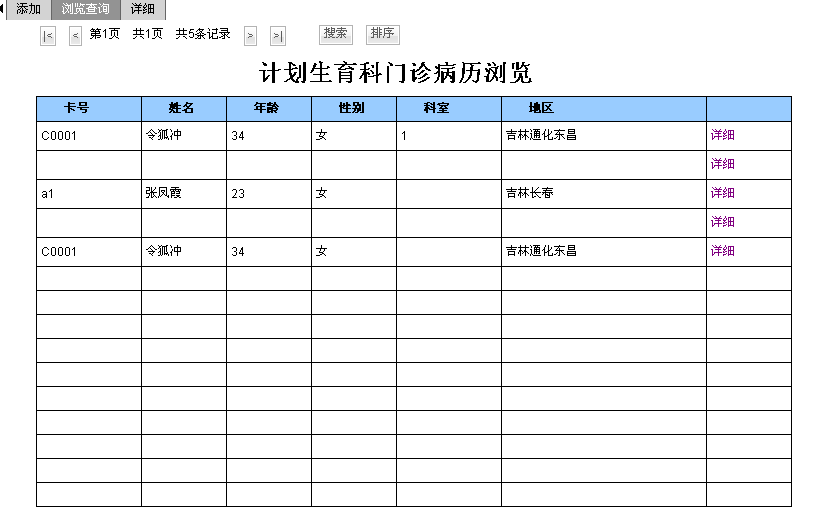 添加 浏览查询 详细
|< < 第1页 共1页 共5条记录 > >| 搜索 排序
计划生育科门诊病历浏览
卡号 姓名 年龄 性别 科室 地区
C0001 令狐冲 34 女 1 吉林通化东昌 详细
详细
a1 张凤霞 23 女 吉林长春 详细
详细
C0001 令狐冲 34 女 吉林通化东昌 详细